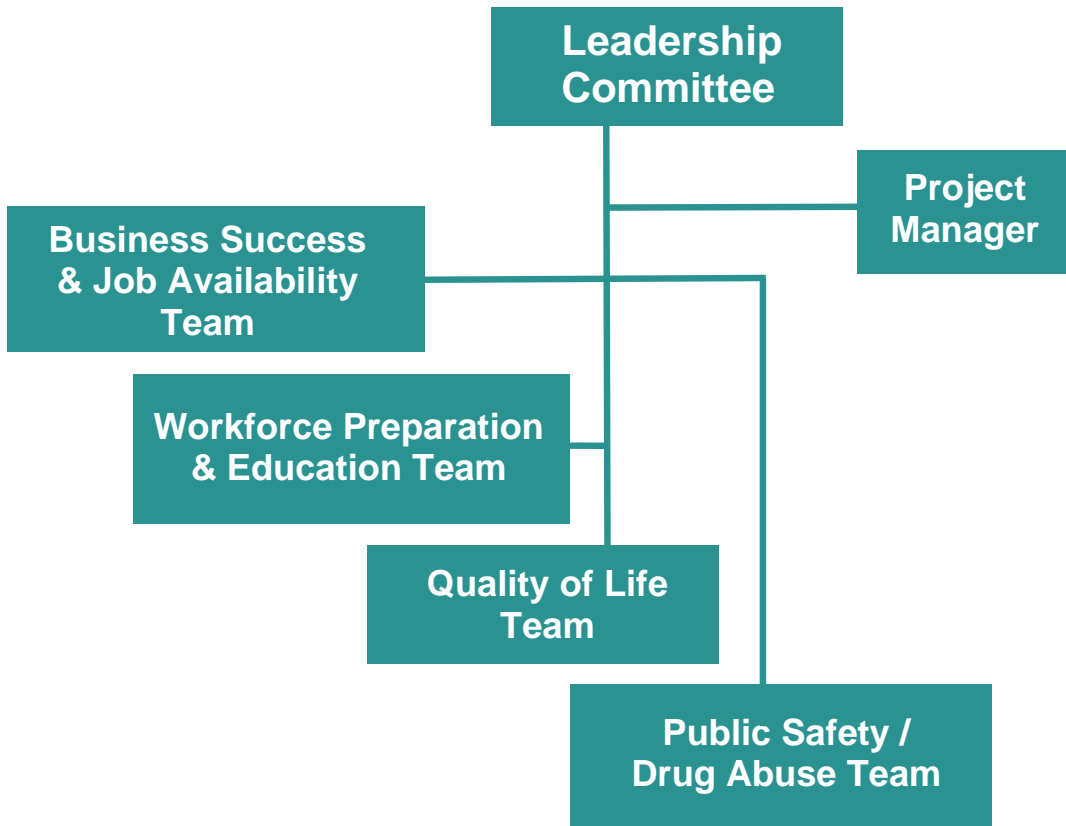 Leadership
Committee
Project
Manager
Business Success
& Job Availability
Team
Workforce Preparation
& Education Team
Quality of Life
Team
Public Safety /
Drug Abuse Team